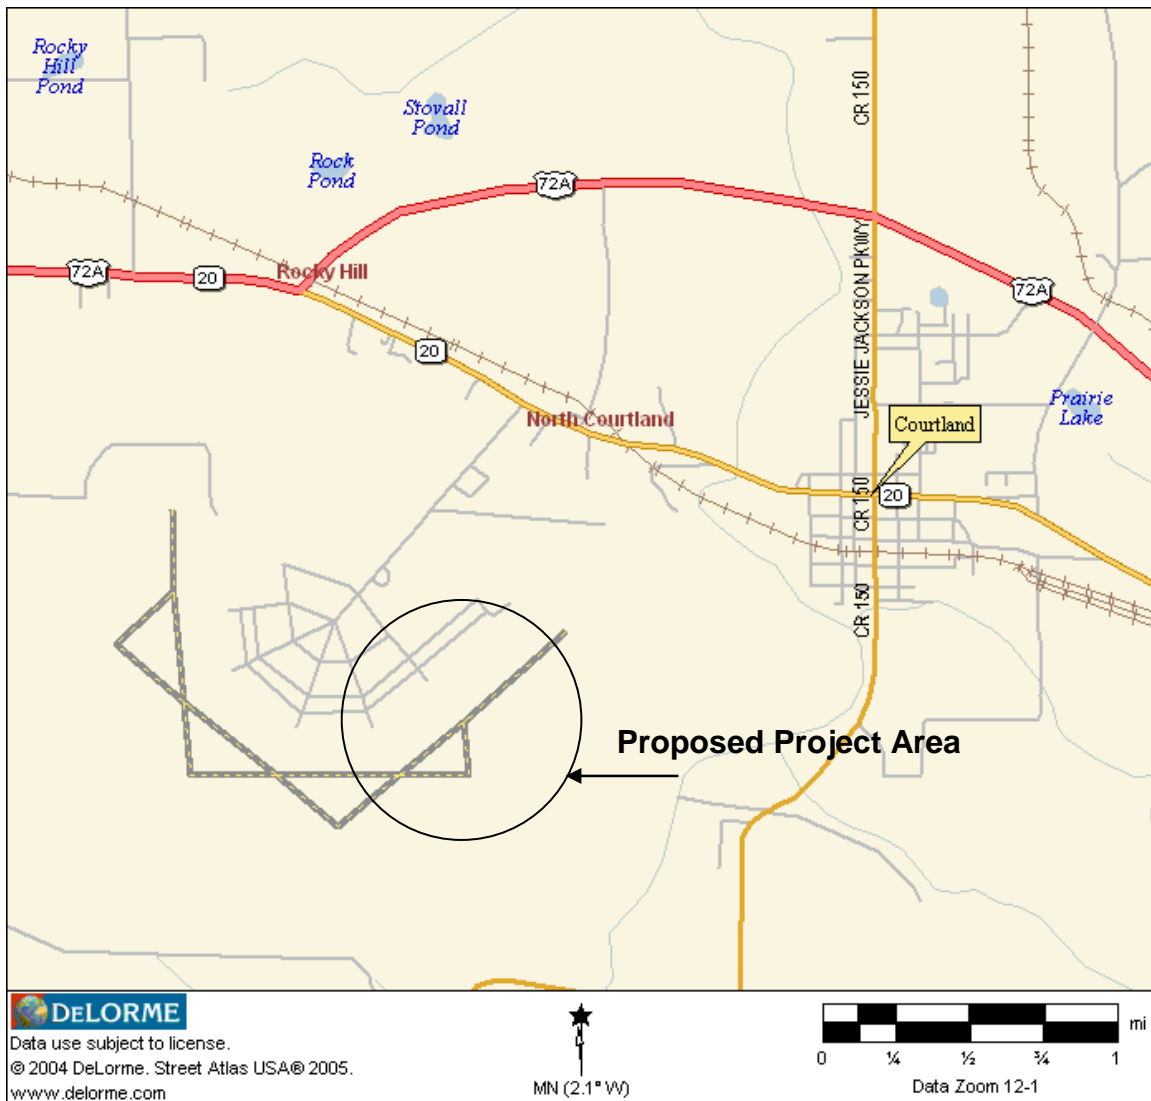 Rocky
Hill
Pond
Stovall
Pond
CR 150
Rock
Pond
72A
72A
20
Rocky Hill
JESSIE JACKSON PKWY
72A
20
North Courtland
Prairie
Lake
Courtland
CR 150
20
CR 150
Proposed Project Area
DELORME
Data use subject to license.
© 2004 DeLorme. Street Atlas USA® 2005.
www.delorme.com
MN (2.1° W)
mi
0 ¼ ½ ¾ 1
Data Zoom 12-1